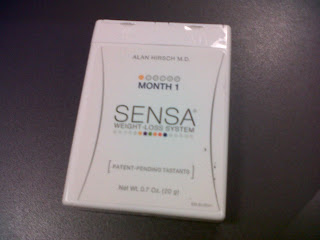 ALAN HIRSCH M.D.
MONTH 1
SENSA®
WEIGHT-LOSS SYSTEM
[PATENT-PENDING TASTANTS]
Net Wt. 0.7 Oz. (20 g)